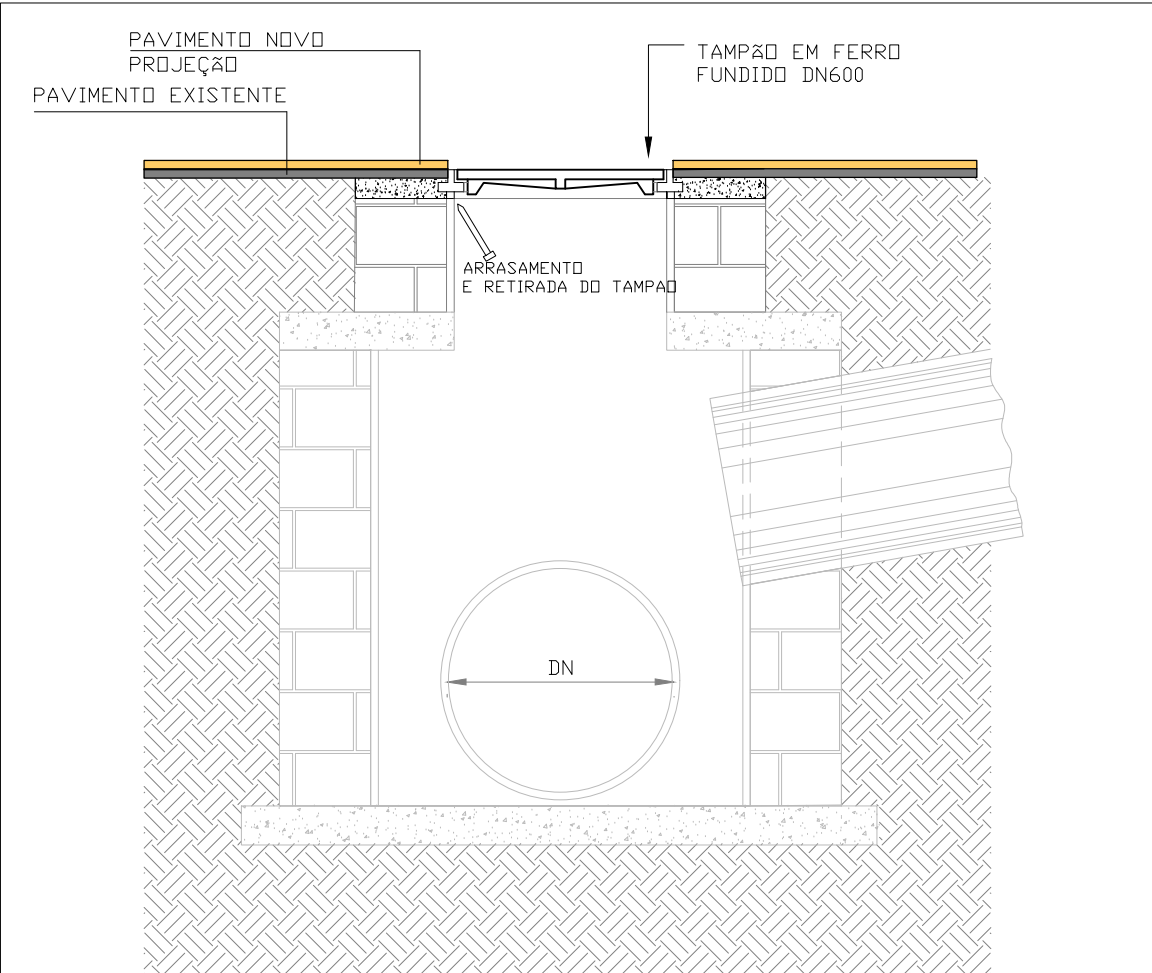 PAVIMENTO NOVO
PROJEÇÃO
PAVIMENTO EXISTENTE
TAMPÃO EM FERRO
FUNDIDO DN600
ARRASAMENTO
E RETIRADA DO TAMPAO
DN